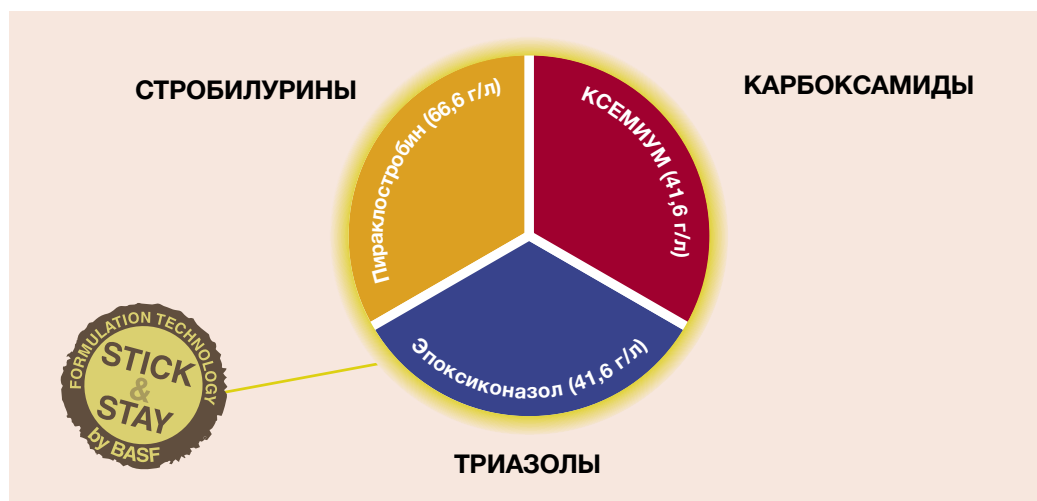 СТРОБИЛУРИНЫ
КАРБОКСАМИДЫ
Пираклостробин (66,6 г/л)
КСЕМИУМ (41,6 г/л)
Эпоксиконазол (41,6 г/л)
ТРИАЗОЛЫ
FORMULATION TECHNOLOGY
STICK
&
STAY
by BASF